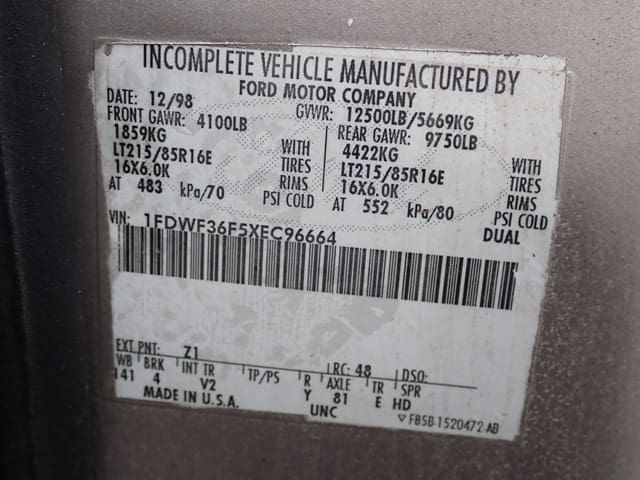 INCOMPLETE VEHICLE MANUFACTURED BY
FORD MOTOR COMPANY
DATE: 12/98 GVWR: 12500LB/5669KG
FRONT GAWR: 4100LB REAR GAWR: 9750LB
1859KG WITH 4422KG WITH
LT215/85R16E TIRES LT215/85R16E TIRES
16X6.0K RIMS 16X6.0K RIMS
AT 483 kPa/70 PSI COLD AT 552 kPa/80 PSI COLD
DUAL
VIN: 1FDWF36F5XEC96664
EXT PNT: Z1 RC: 48 DSO:
WB BRK INT TR TP/PS R AXLE TR SPR
141 4 V2 Y 81 E HD
MADE IN U.S.A. UNC
▽ F85B-1520472-AB